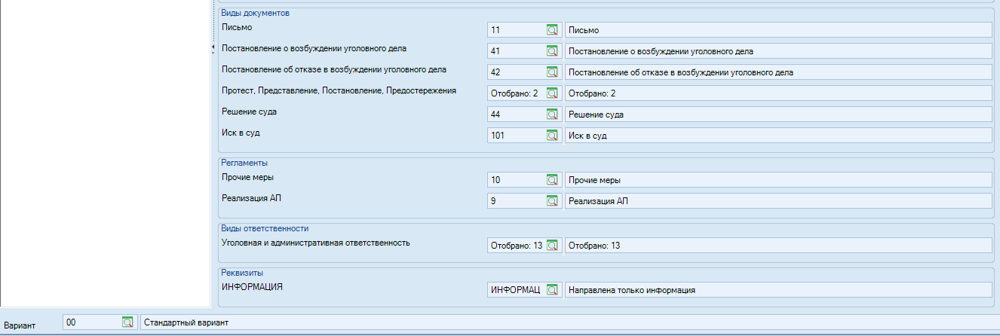 Виды документов
Письмо 11 Письмо
Постановление о возбуждении уголовного дела 41 Постановление о возбуждении уголовного дела
Постановление об отказе в возбуждении уголовного дела 42 Постановление об отказе в возбуждении уголовного дела
Протест, Представление, Постановление, Предостережения Отобрано: 2 Отобрано: 2
Решение суда 44 Решение суда
Иск в суд 101 Иск в суд
Регламенты
Прочие меры 10 Прочие меры
Реализация АП 9 Реализация АП
Виды ответственности
Уголовная и административная ответственность Отобрано: 13 Отобрано: 13
Реквизиты
ИНФОРМАЦИЯ ИНФОРМАЦ Направлена только информация
Вариант 00 Стандартный вариант